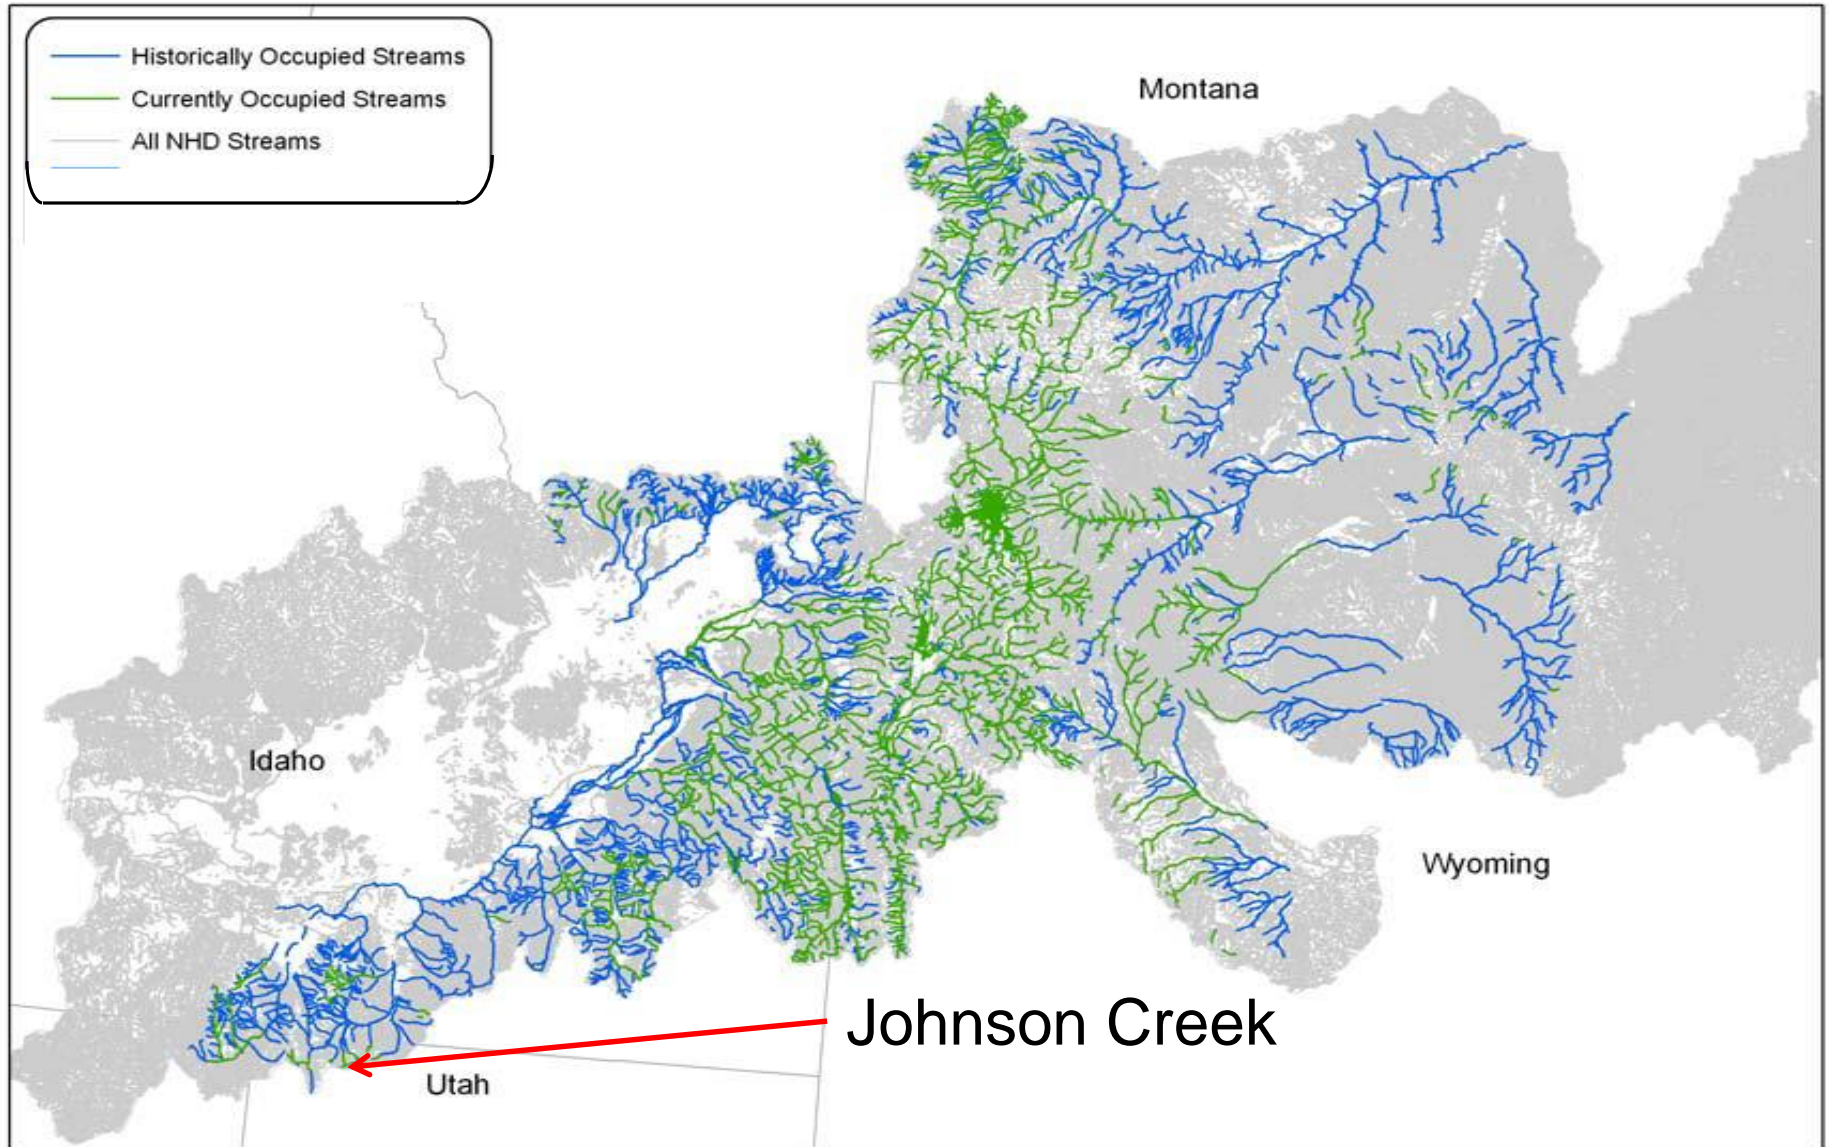 Historically Occupied Streams
Currently Occupied Streams
All NHD Streams
Montana
Idaho
Wyoming
Johnson Creek
Utah